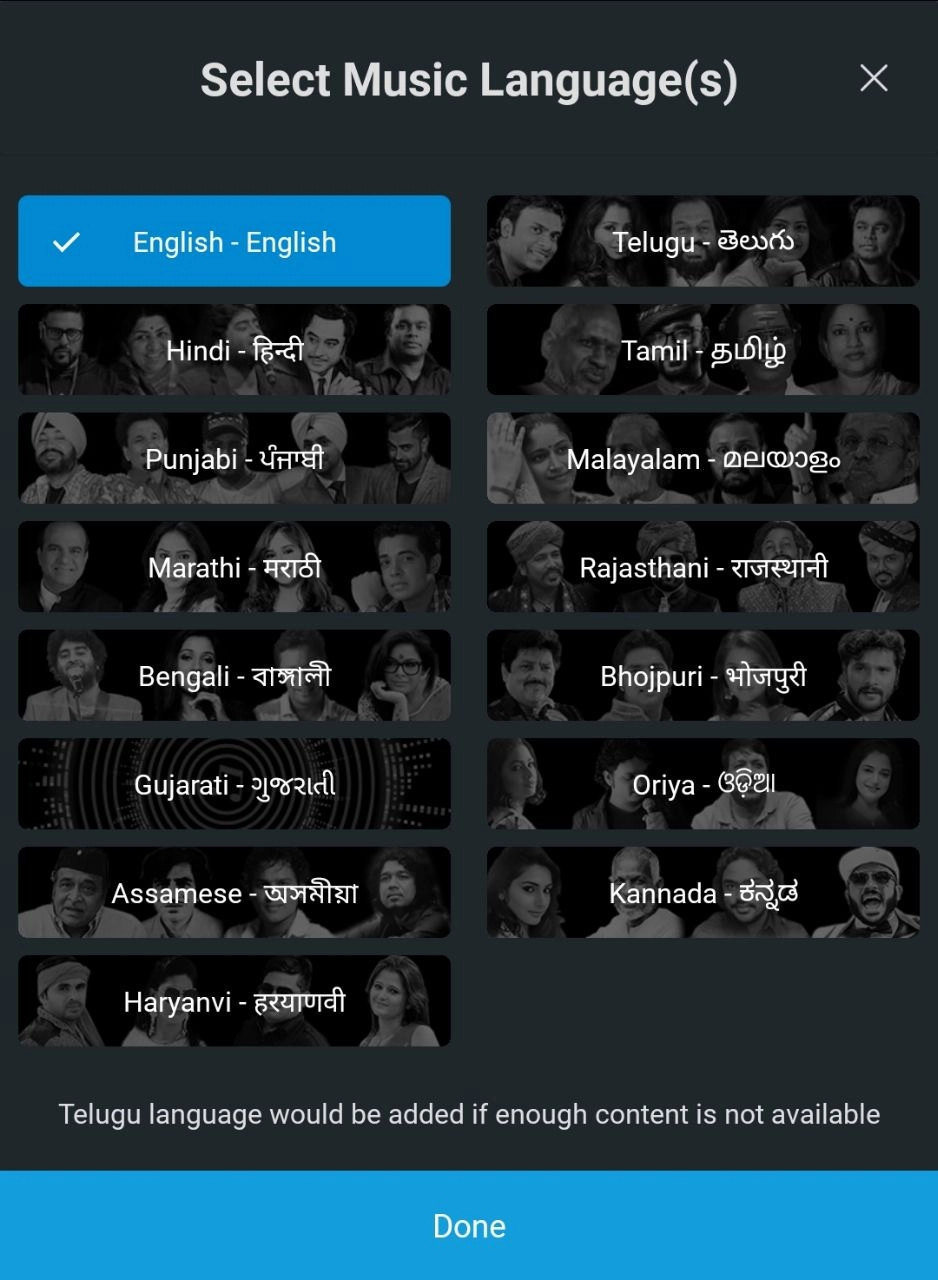 Select Music Language(s)
English - English
Telugu - తెలుగు
Hindi - हिन्दी
Tamil - தமிழ்
Punjabi - ਪੰਜਾਬੀ
Malayalam - മലയാളം
Marathi - मराठी
Rajasthani - राजस्थानी
Bengali - বাঙ্গালী
Bhojpuri - भोजपुरी
Gujarati - ગુજરાતી
Oriya - ଓଡ଼ିଆ
Assamese - অসমীয়া
Kannada - ಕನ್ನಡ
Haryanvi - हरयाणवी
Telugu language would be added if enough content is not available
Done